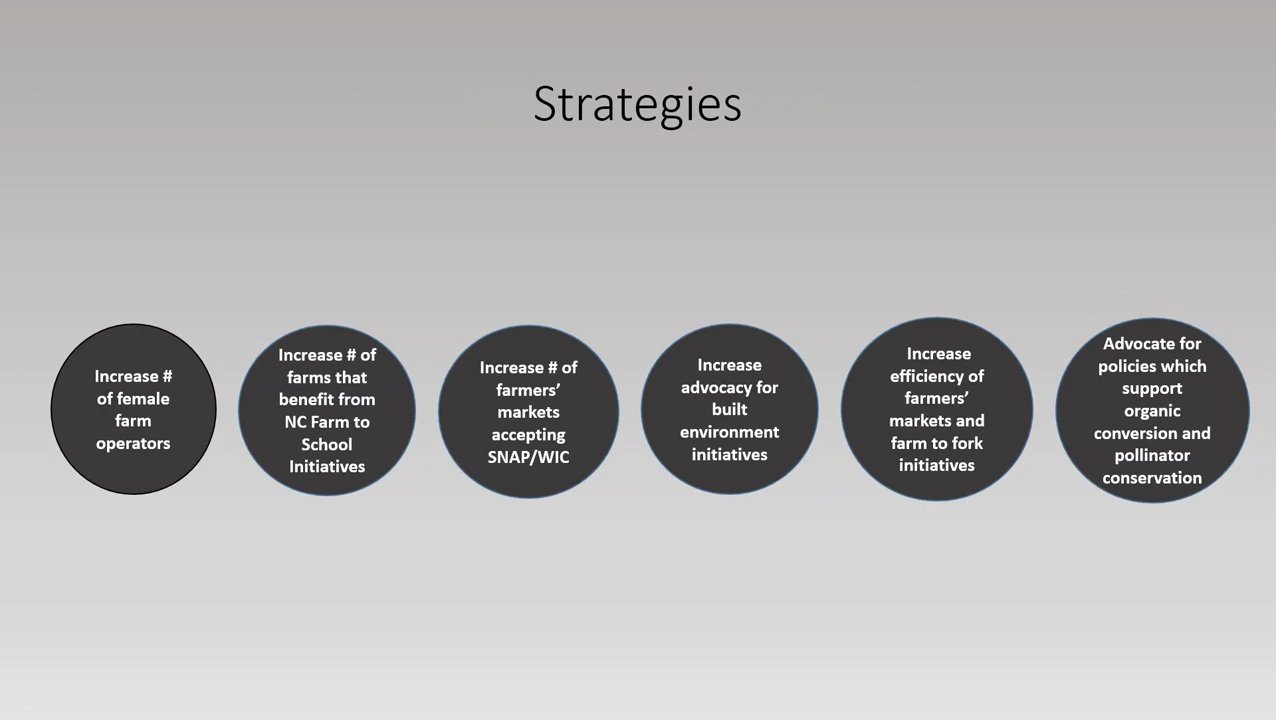 Strategies
Increase #
of female
farm
operators
Increase # of
farms that
benefit from
NC Farm to
School
Initiatives
Increase # of
farmers’
markets
accepting
SNAP/WIC
Increase
advocacy for
built
environment
initiatives
Increase
efficiency of
farmers’
markets and
farm to fork
initiatives
Advocate for
policies which
support
organic
conversion and
pollinator
conservation